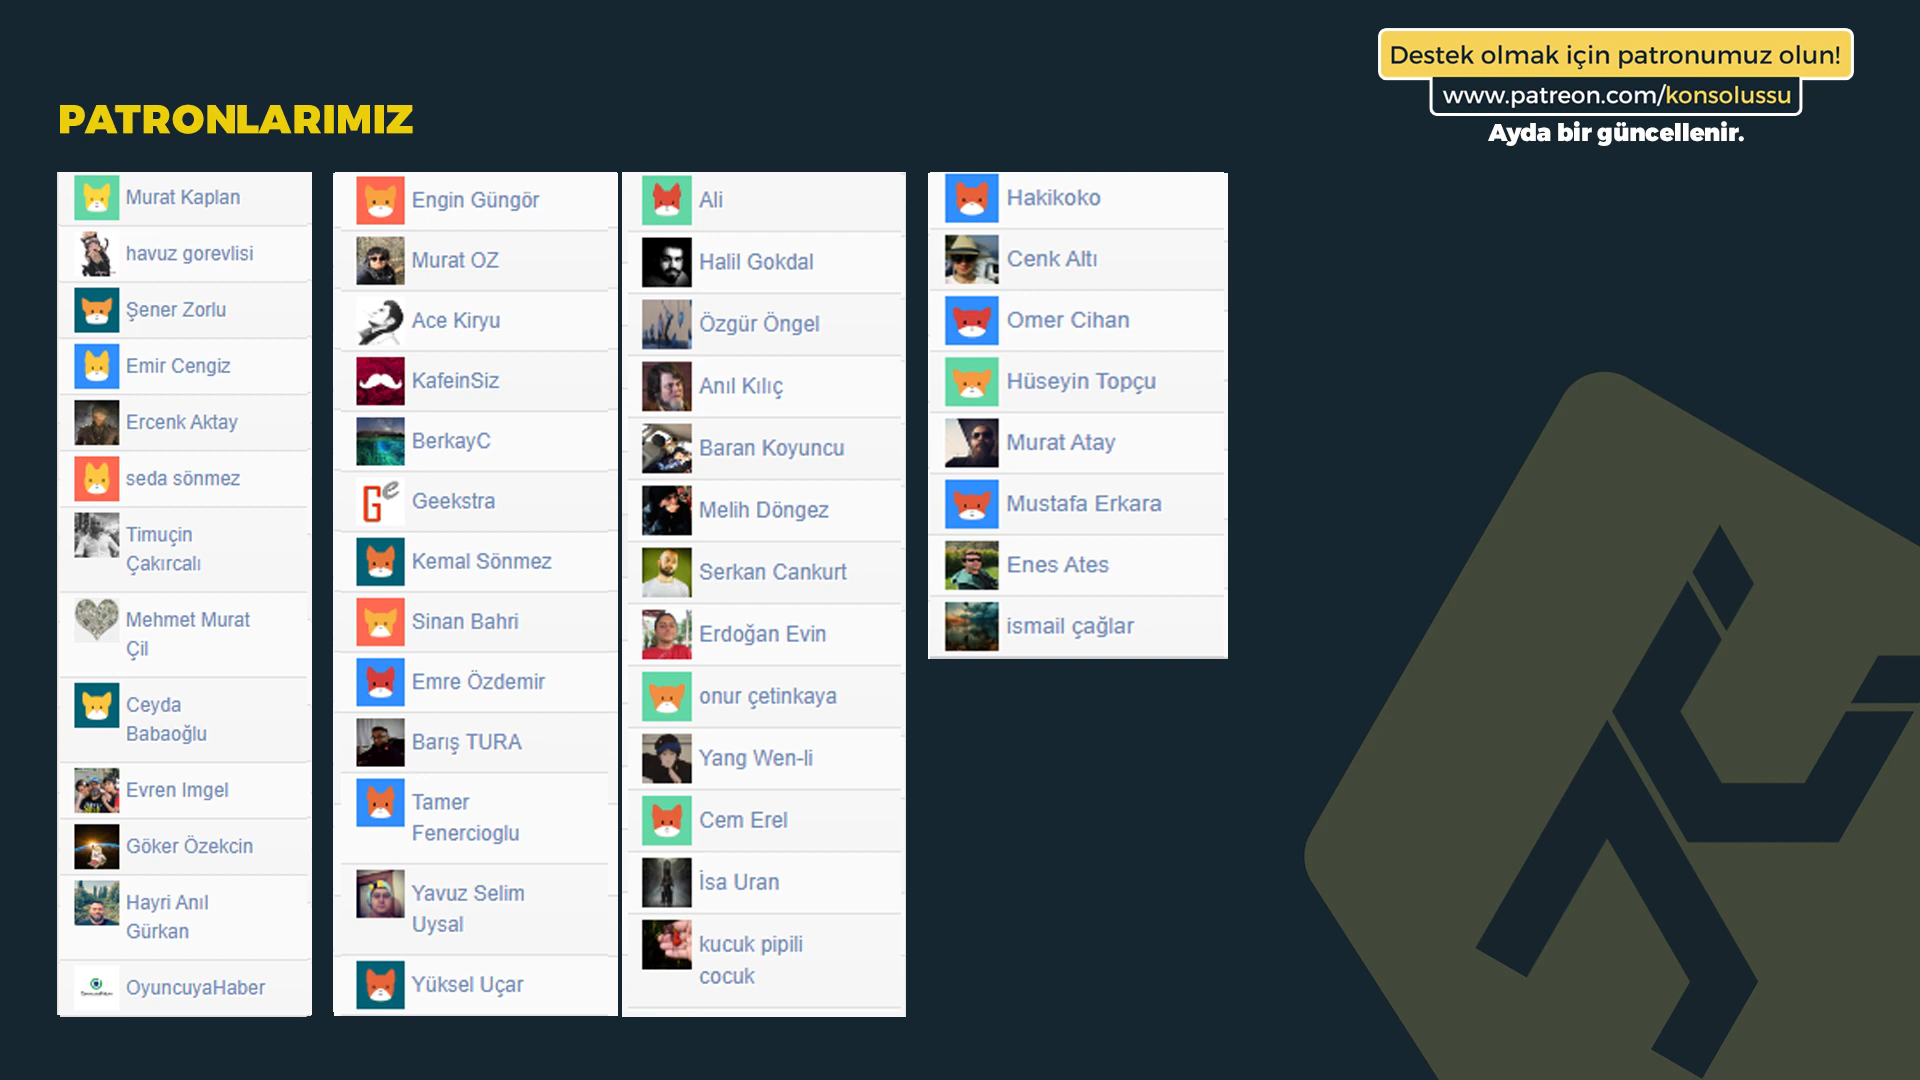 Destek olmak için patronumuz olun!
www.patreon.com/konsolussu
Ayda bir güncellenir.
PATRONLARIMIZ
Murat Kaplan
havuz gorevlisi
Şener Zorlu
Emir Cengiz
Ercenk Aktay
seda sönmez
Timuçin
Çakırcalı
Mehmet Murat
Çil
Ceyda
Babaoğlu
Evren Imgel
Göker Özekcin
Hayri Anıl
Gürkan
OyuncuyaHaber
Engin Güngör
Murat OZ
Ace Kiryu
KafeinSiz
BerkayC
Ge
Geekstra
Kemal Sönmez
Sinan Bahri
Emre Özdemir
Barış TURA
Tamer
Fenercioglu
Yavuz Selim
Uysal
Yüksel Uçar
Ali
Halil Gokdal
Özgür Öngel
Anıl Kılıç
Baran Koyuncu
Melih Döngez
Serkan Cankurt
Erdoğan Evin
onur çetinkaya
Yang Wen-li
Cem Erel
İsa Uran
kucuk pipili
cocuk
Hakikoko
Cenk Altı
Omer Cihan
Hüseyin Topçu
Murat Atay
Mustafa Erkara
Enes Ates
ismail çağlar